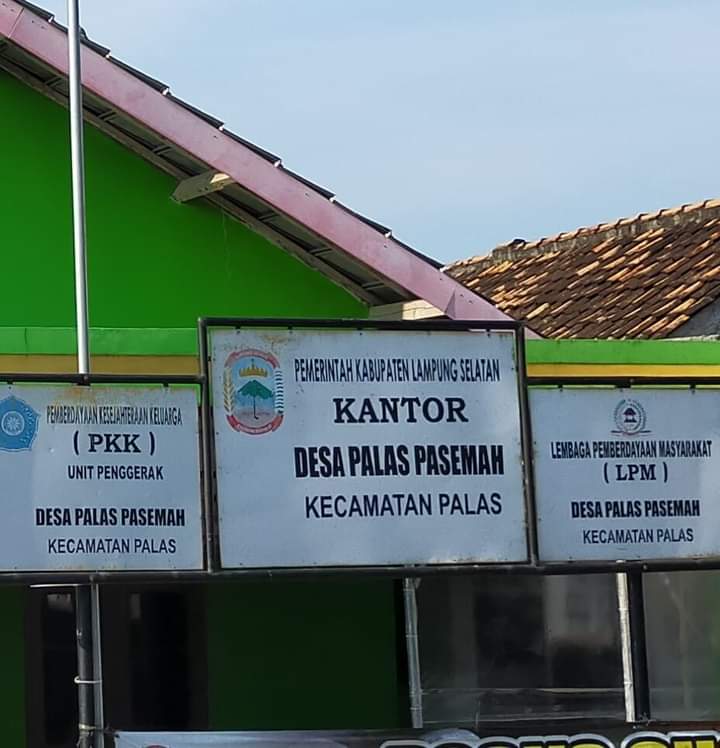 PEMBERDAYAAN KESEJAHTERAAN KELUARGA
( PKK )
UNIT PENGGERAK
DESA PALAS PASEMAH
KECAMATAN PALAS
PEMERINTAH KABUPATEN LAMPUNG SELATAN
KANTOR
DESA PALAS PASEMAH
KECAMATAN PALAS
LEMBAGA PEMBERDAYAAN MASYARAKAT
( LPM )
DESA PALAS PASEMAH
KECAMATAN PALAS